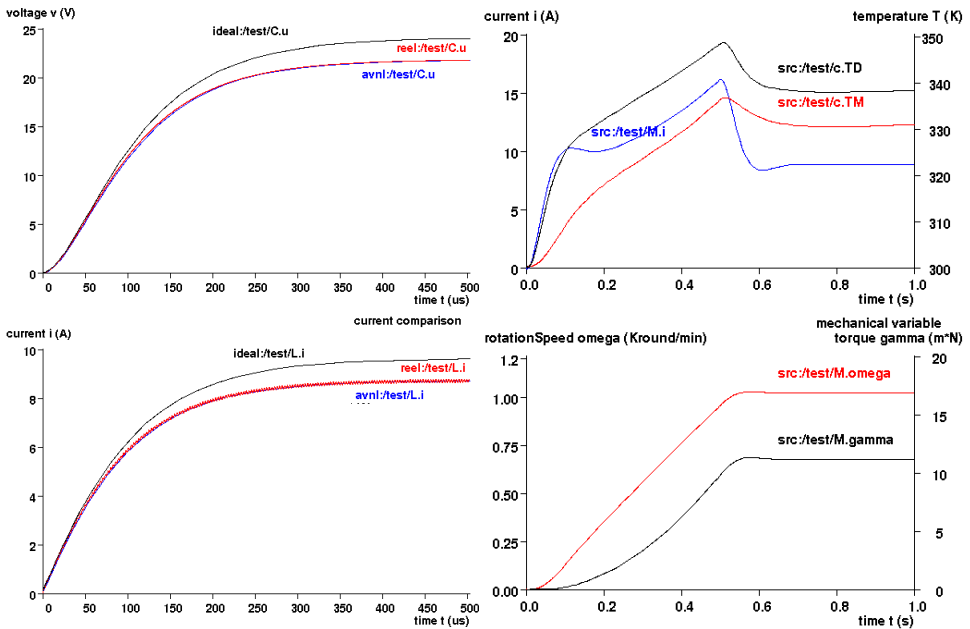 voltage v (V)
25
20
15
10
5
0
ideal:/test/C.u
reel:/test/C.u
avnl:/test/C.u
0 50 100 150 200 250 300 350 400 450 500
time t (us)
current i (A)
temperature T (K)
20
15
10
5
0
350
340
330
320
310
300
src:/test/c.TD
src:/test/c.TM
src:/test/M.i
0.0 0.2 0.4 0.6 0.8 1.0
time t (s)
current comparison
current i (A)
10
8
6
4
2
0
ideal:/test/L.i
reel:/test/L.i
avnl:/test/L.i
0 50 100 150 200 250 300 350 400 450 500
time t (us)
mechanical variable
rotationSpeed omega (Kround/min)
torque gamma (m*N)
1.2
1.00
0.75
0.50
0.25
0.00
20
15
10
5
0
src:/test/M.omega
src:/test/M.gamma
0.0 0.2 0.4 0.6 0.8 1.0
time t (s)